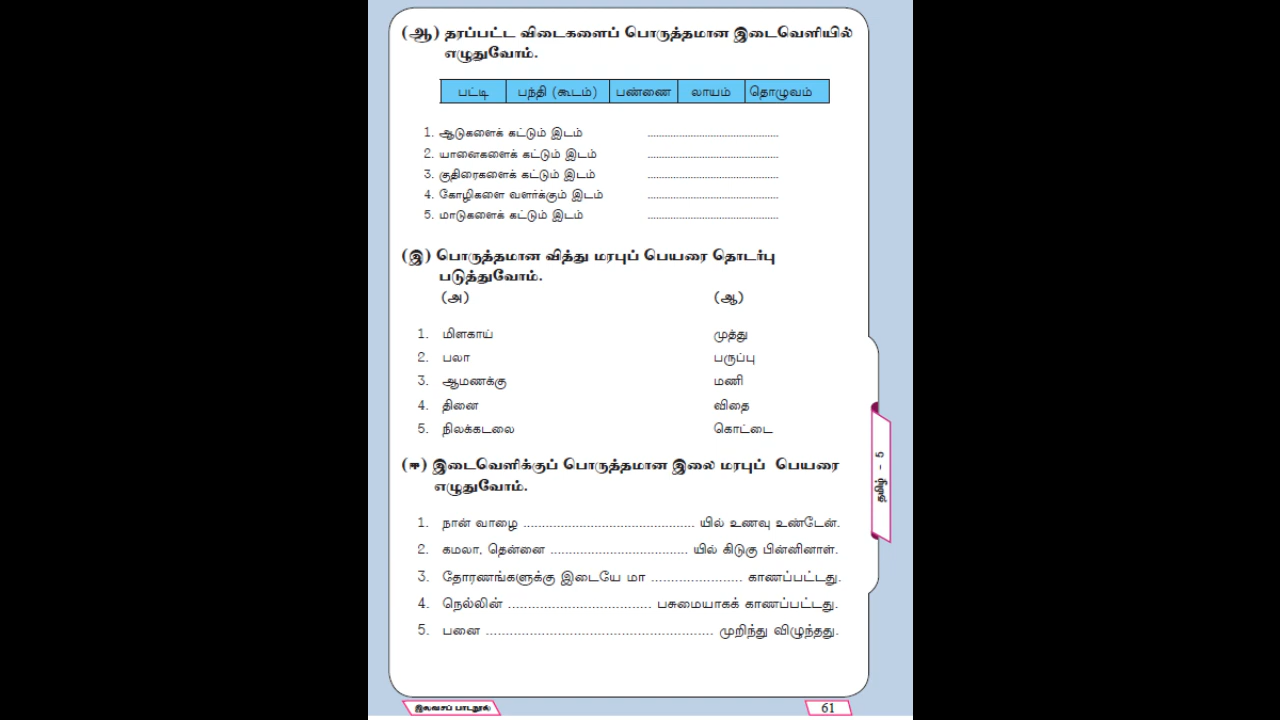 (ஆ) தரப்பட்ட விடைகளைப் பொருத்தமான இடைவெளியில்
எழுதுவோம்.
பட்டி பந்தி (கூடம்) பண்ணை லாயம் தொழுவம்
1. ஆடுகளைக் கட்டும் இடம் ..........................................
2. யானைகளைக் கட்டும் இடம் ..........................................
3. குதிரைகளைக் கட்டும் இடம் ..........................................
4. கோழிகளை வளர்க்கும் இடம் ..........................................
5. மாடுகளைக் கட்டும் இடம் ..........................................
(இ) பொருத்தமான வித்து மரபுப் பெயரை தொடர்பு
படுத்துவோம்.
(அ) (ஆ)
1. மிளகாய் முத்து
2. பலா பருப்பு
3. ஆமணக்கு மணி
4. தினை விதை
5. நிலக்கடலை கொட்டை
(ஈ) இடைவெளிக்குப் பொருத்தமான இலை மரபுப் பெயரை
எழுதுவோம்.
1. நான் வாழை .......................................... யில் உணவு உண்டேன்.
2. கமலா, தென்னை .................................. யில் கிடுகு பின்னினாள்.
3. தோரணங்களுக்கு இடையே மா ....................... காணப்பட்டது.
4. நெல்லின் ................................... பசுமையாகக் காணப்பட்டது.
5. பனை ........................................................ முறிந்து விழுந்தது.
தமிழ் - 5
இலவசப் பாடநூல் 61